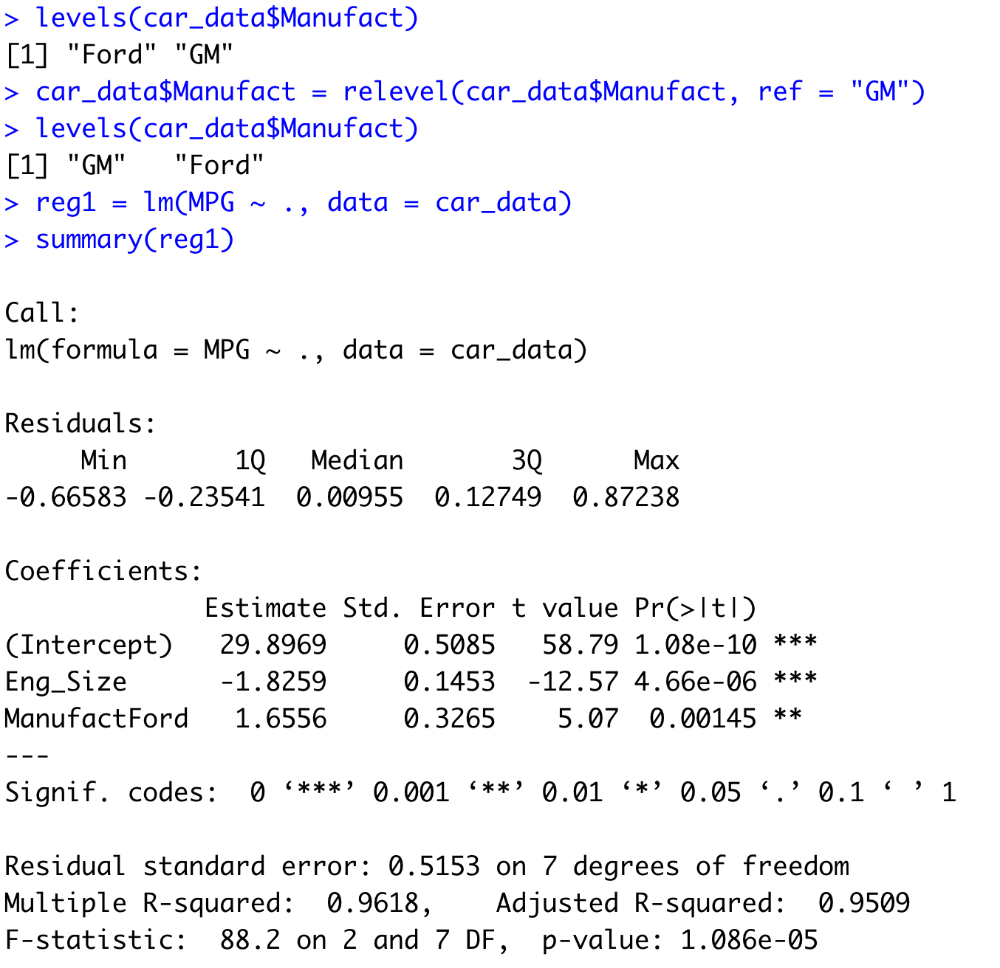 > levels(car_data$Manufact)
[1] "Ford" "GM"
> car_data$Manufact = relevel(car_data$Manufact, ref = "GM")
> levels(car_data$Manufact)
[1] "GM"   "Ford"
> reg1 = lm(MPG ~ ., data = car_data)
> summary(reg1)

Call:
lm(formula = MPG ~ ., data = car_data)

Residuals:
     Min       1Q   Median       3Q      Max
-0.66583 -0.23541  0.00955  0.12749  0.87238

Coefficients:
             Estimate Std. Error t value Pr(>|t|)
(Intercept)   29.8969     0.5085   58.79 1.08e-10 ***
Eng_Size      -1.8259     0.1453  -12.57 4.66e-06 ***
ManufactFord   1.6556     0.3265    5.07  0.00145 **
---
Signif. codes:  0 ‘***’ 0.001 ‘**’ 0.01 ‘*’ 0.05 ‘.’ 0.1 ‘ ’ 1

Residual standard error: 0.5153 on 7 degrees of freedom
Multiple R-squared:  0.9618,    Adjusted R-squared:  0.9509
F-statistic:  88.2 on 2 and 7 DF,  p-value: 1.086e-05